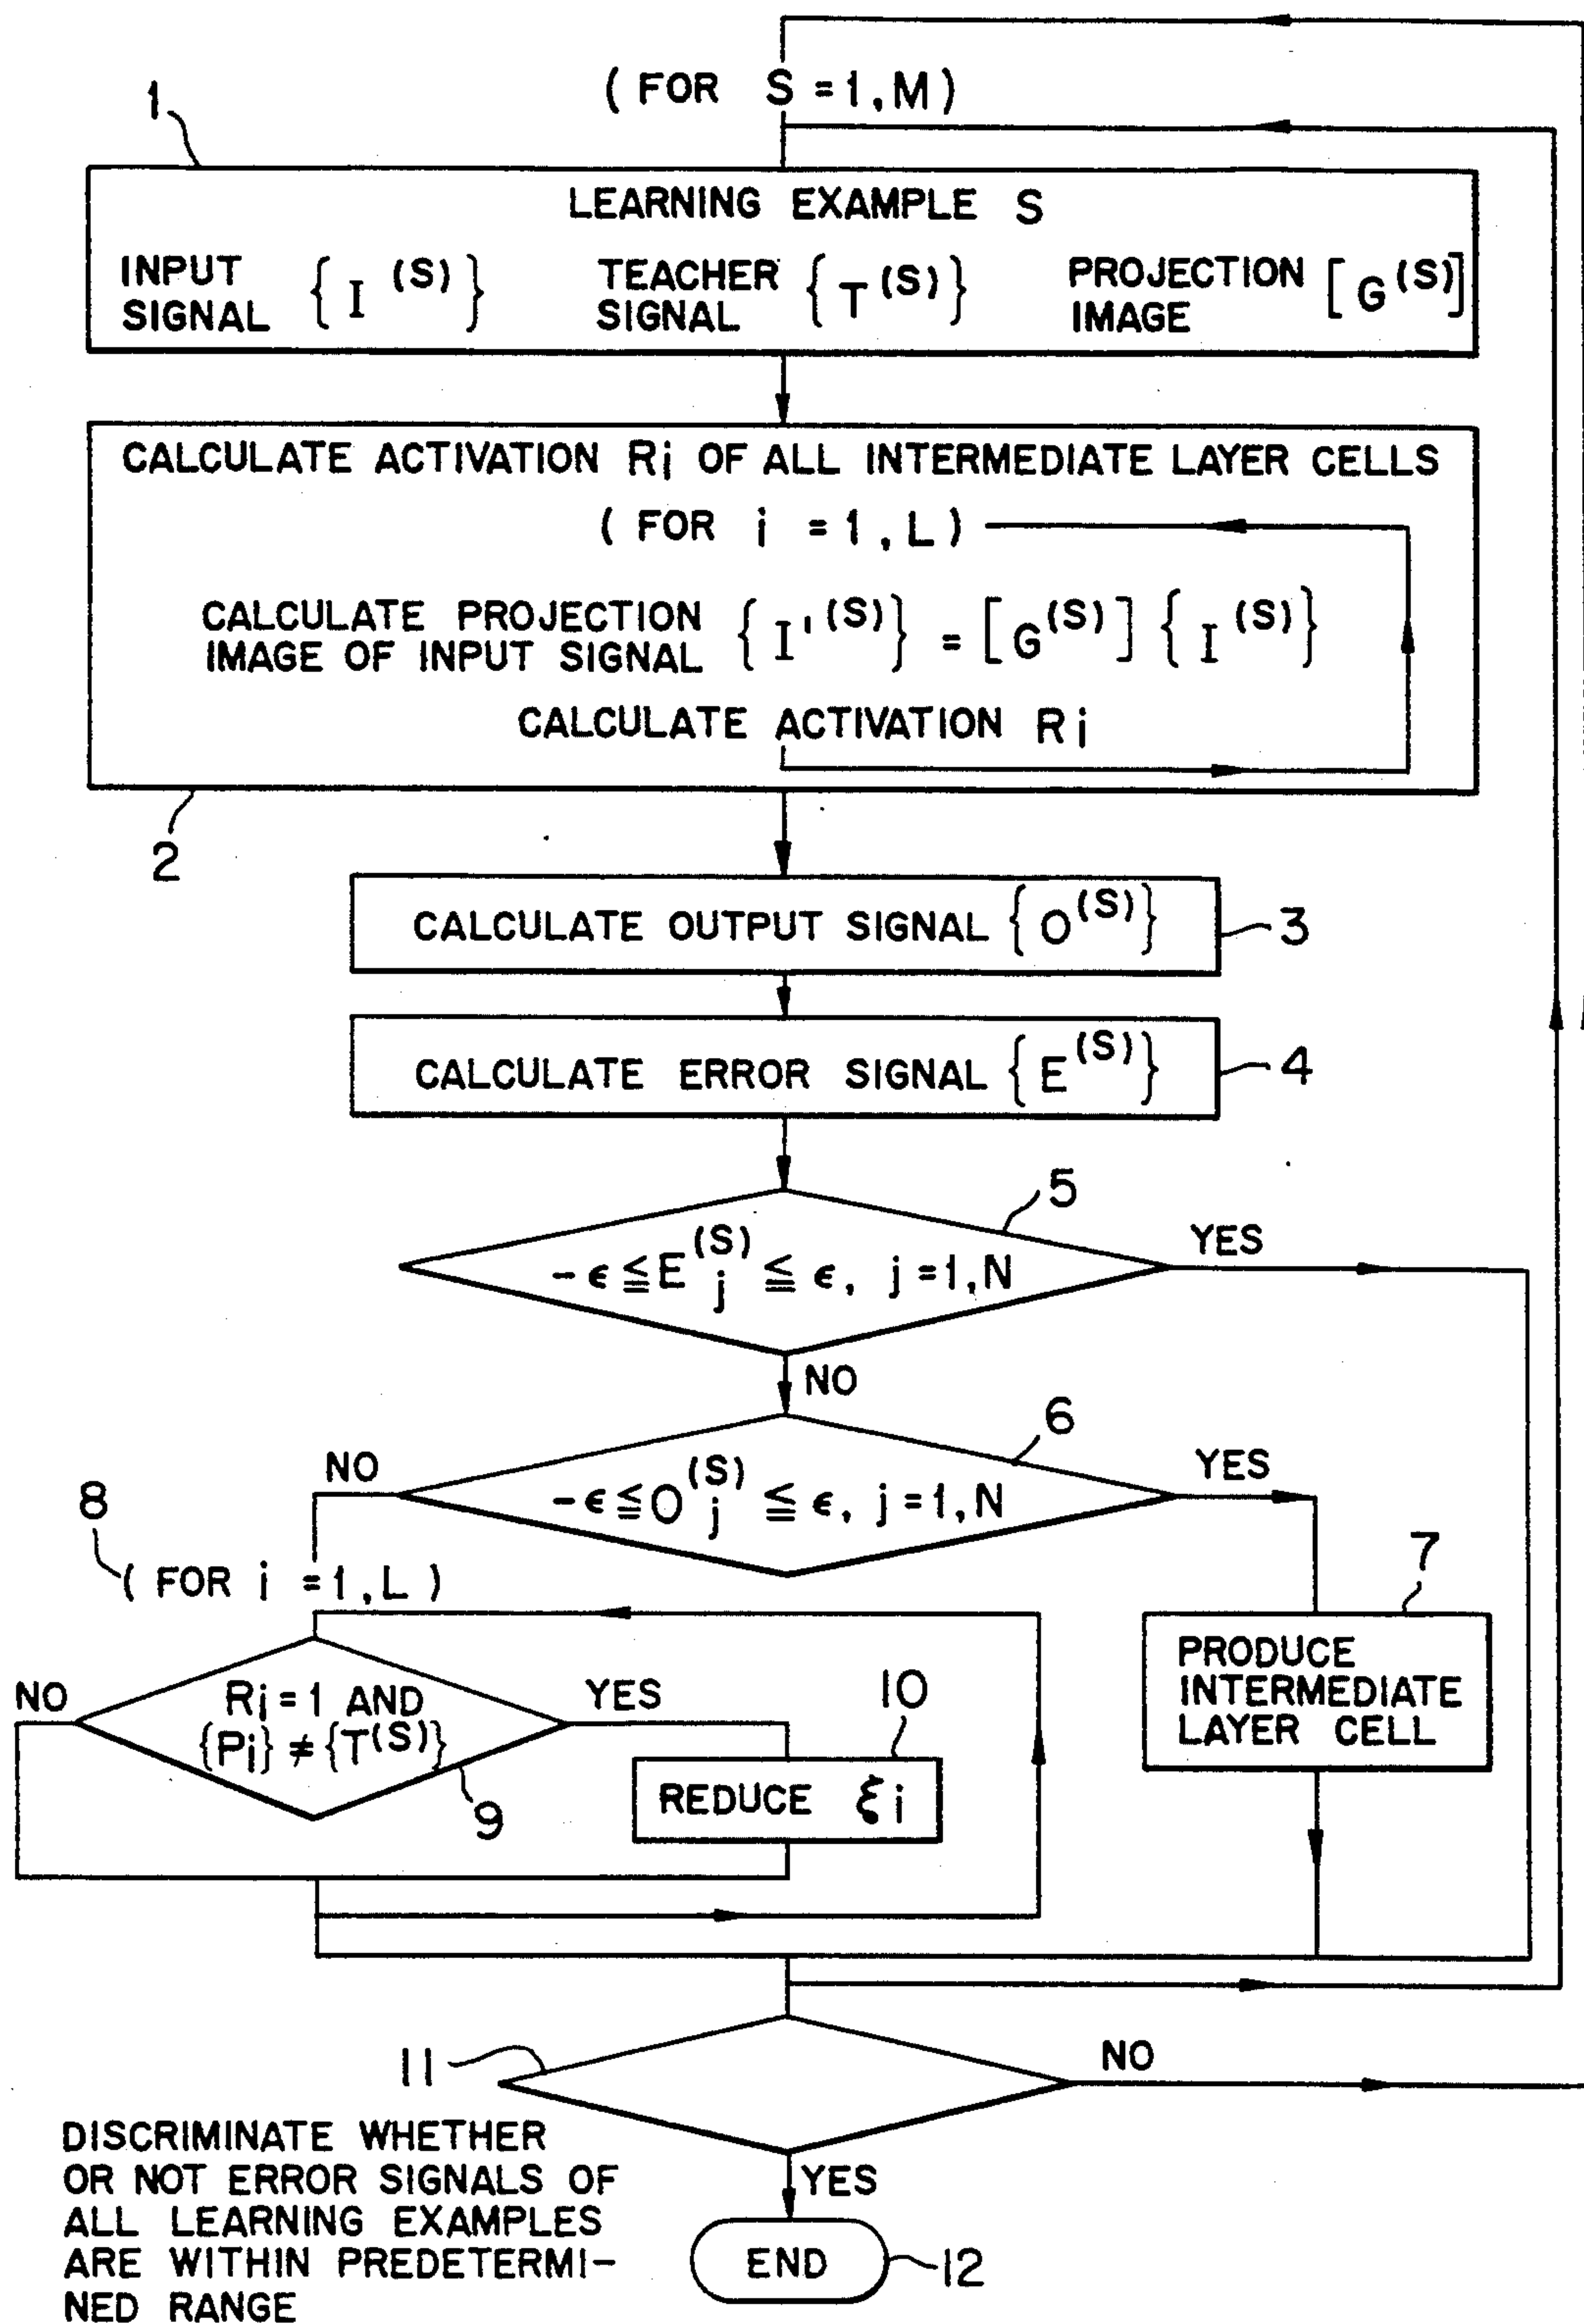 ( FOR S = 1, M )
1
LEARNING EXAMPLE S
INPUT SIGNAL { I (S) } TEACHER SIGNAL { T (S) } PROJECTION IMAGE [ G (S) ]
CALCULATE ACTIVATION Ri OF ALL INTERMEDIATE LAYER CELLS
( FOR i = 1, L )
CALCULATE PROJECTION
IMAGE OF INPUT SIGNAL { I' (S) } = [ G (S) ] { I (S) }
CALCULATE ACTIVATION Ri
2
CALCULATE OUTPUT SIGNAL { O (S) }
3
CALCULATE ERROR SIGNAL { E (S) }
4
5
-ϵ ≦ E j (S) ≦ ϵ, j = 1, N
YES
NO
6
-ϵ ≦ O j (S) ≦ ϵ, j = 1, N
NO
YES
8
( FOR i = 1, L )
7
PRODUCE
INTERMEDIATE
LAYER CELL
NO
Ri = 1 AND
{Pi} ≠ {T(S)}
YES
9
10
REDUCE ξi
11
NO
DISCRIMINATE WHETHER
OR NOT ERROR SIGNALS OF
ALL LEARNING EXAMPLES
ARE WITHIN PREDETERMI-
NED RANGE
YES
END
12